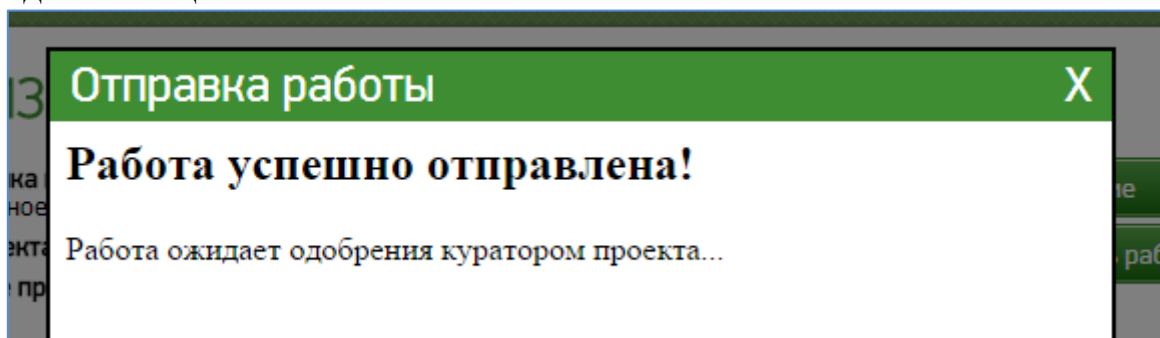 Отправка работы X
Работа успешно отправлена!
Работа ожидает одобрения куратором проекта...